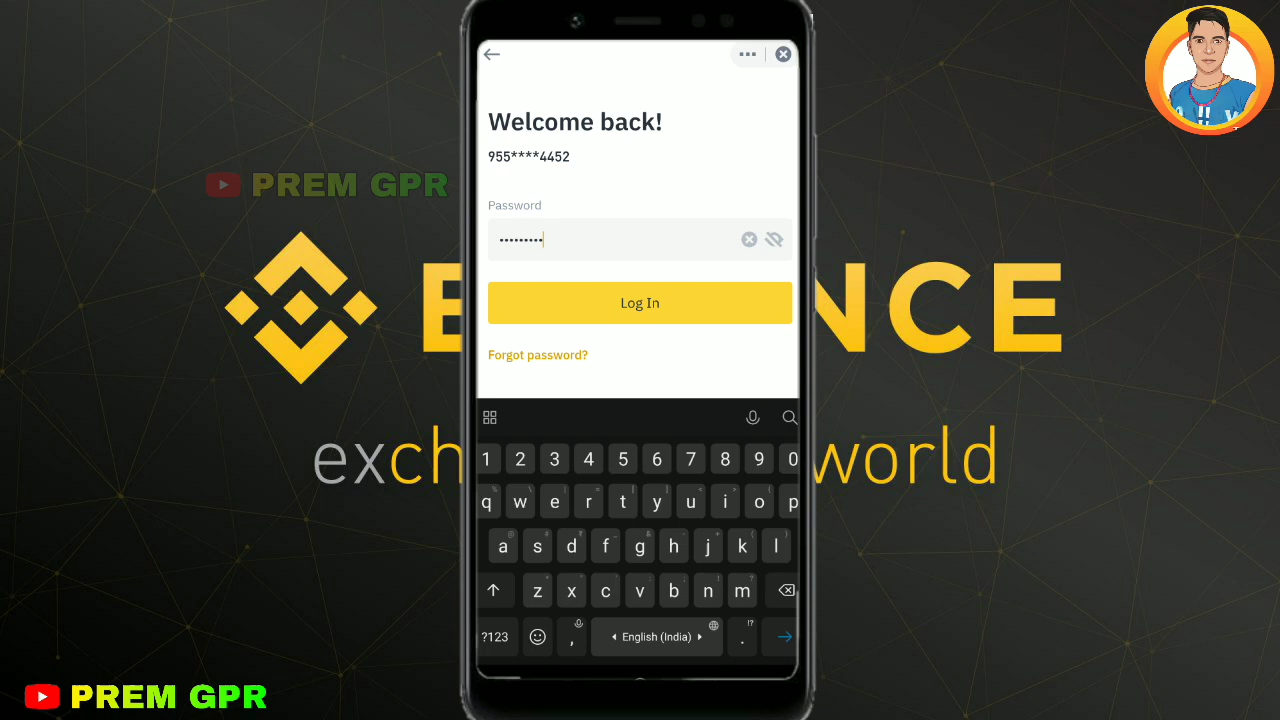 Welcome back!
955****4452
PREM GPR
Password
•••••••••
Log In
Forgot password?
exch world
1 2 3 4 5 6 7 8 9 0
q w e r t y u i o p
a s d f g h j k l
z x c v b n m
?123 , English (India) .
PREM GPR